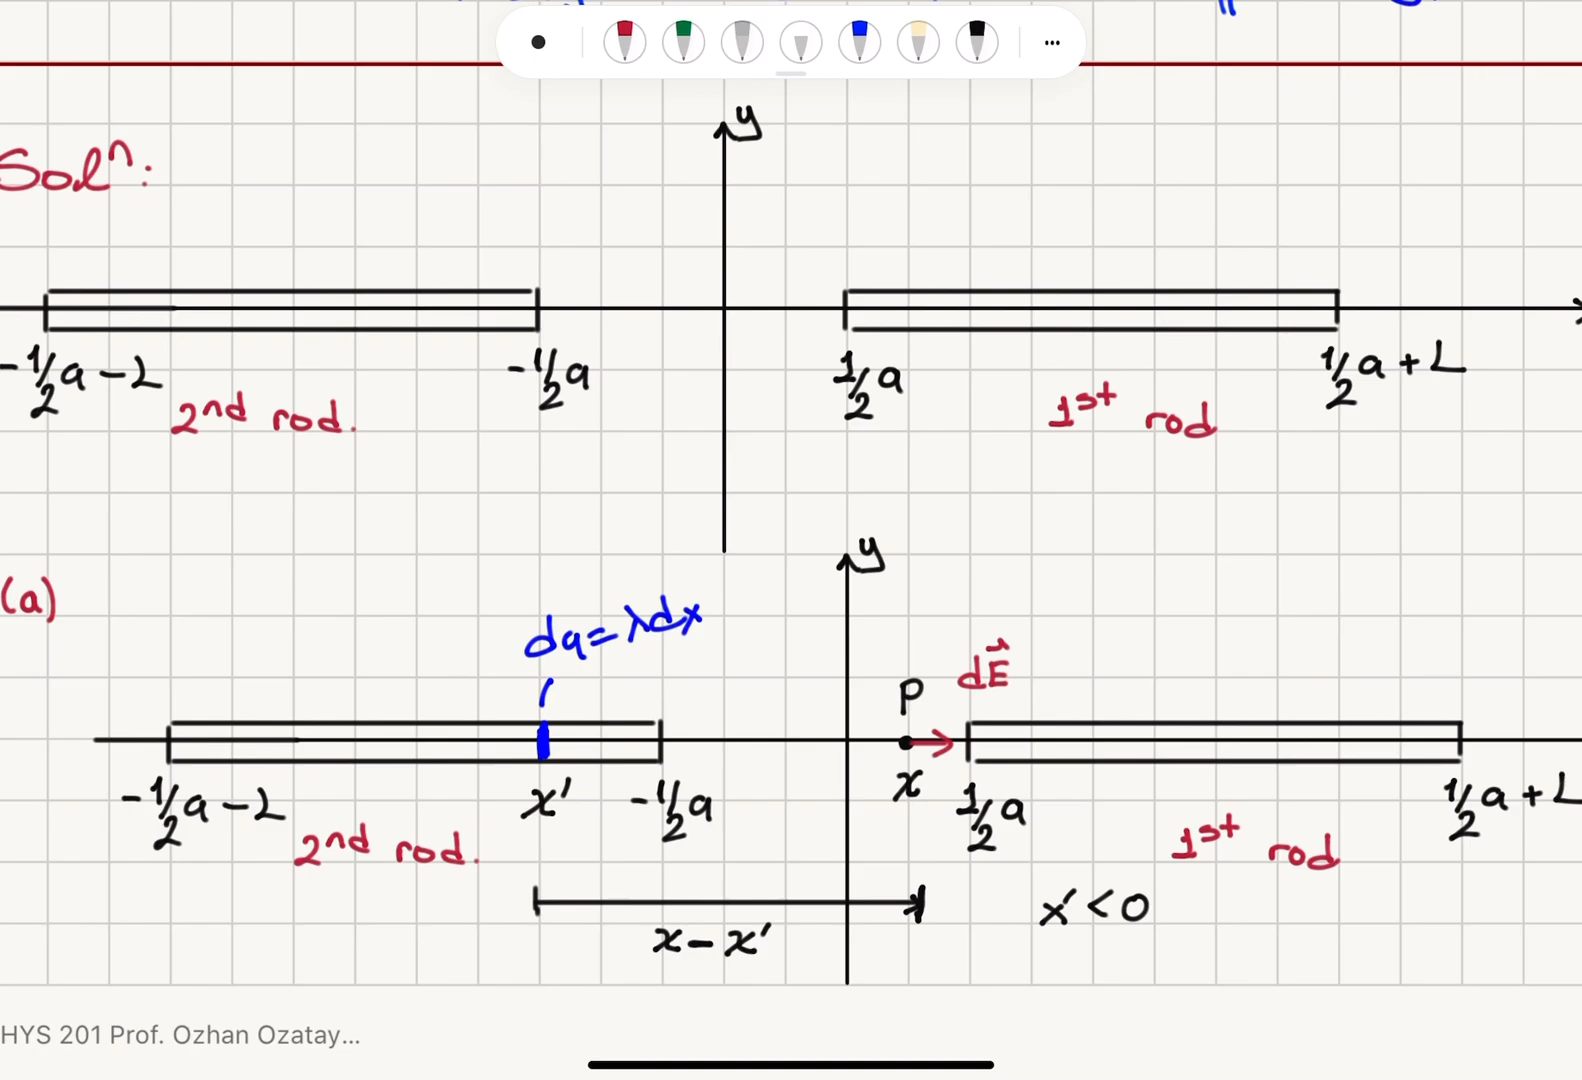 y
Solⁿ:
-1/2a-L
-1/2a
1/2a
1/2a+L
2nd rod.
1st rod
y
(a)
dq=λdx
P
dE⃗
-1/2a-L
x'
-1/2a
x
1/2a
1/2a+L
2nd rod.
1st rod
x-x'
x'<0
HYS 201 Prof. Ozhan Ozatay...